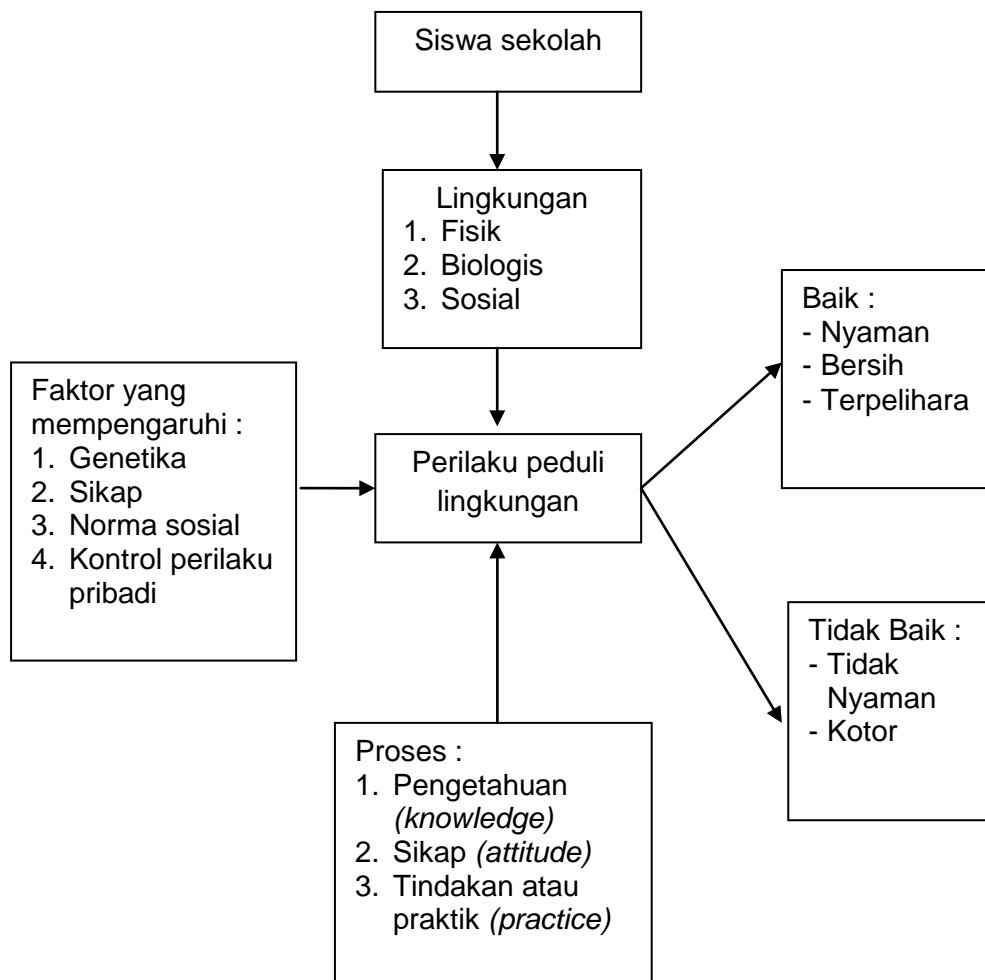 Siswa sekolah
Lingkungan
1. Fisik
2. Biologis
3. Sosial
Baik :
- Nyaman
- Bersih
- Terpelihara
Faktor yang
mempengaruhi :
1. Genetika
2. Sikap
3. Norma sosial
4. Kontrol perilaku
pribadi
Perilaku peduli
lingkungan
Tidak Baik :
- Tidak
Nyaman
- Kotor
Proses :
1. Pengetahuan
(knowledge)
2. Sikap (attitude)
3. Tindakan atau
praktik (practice)